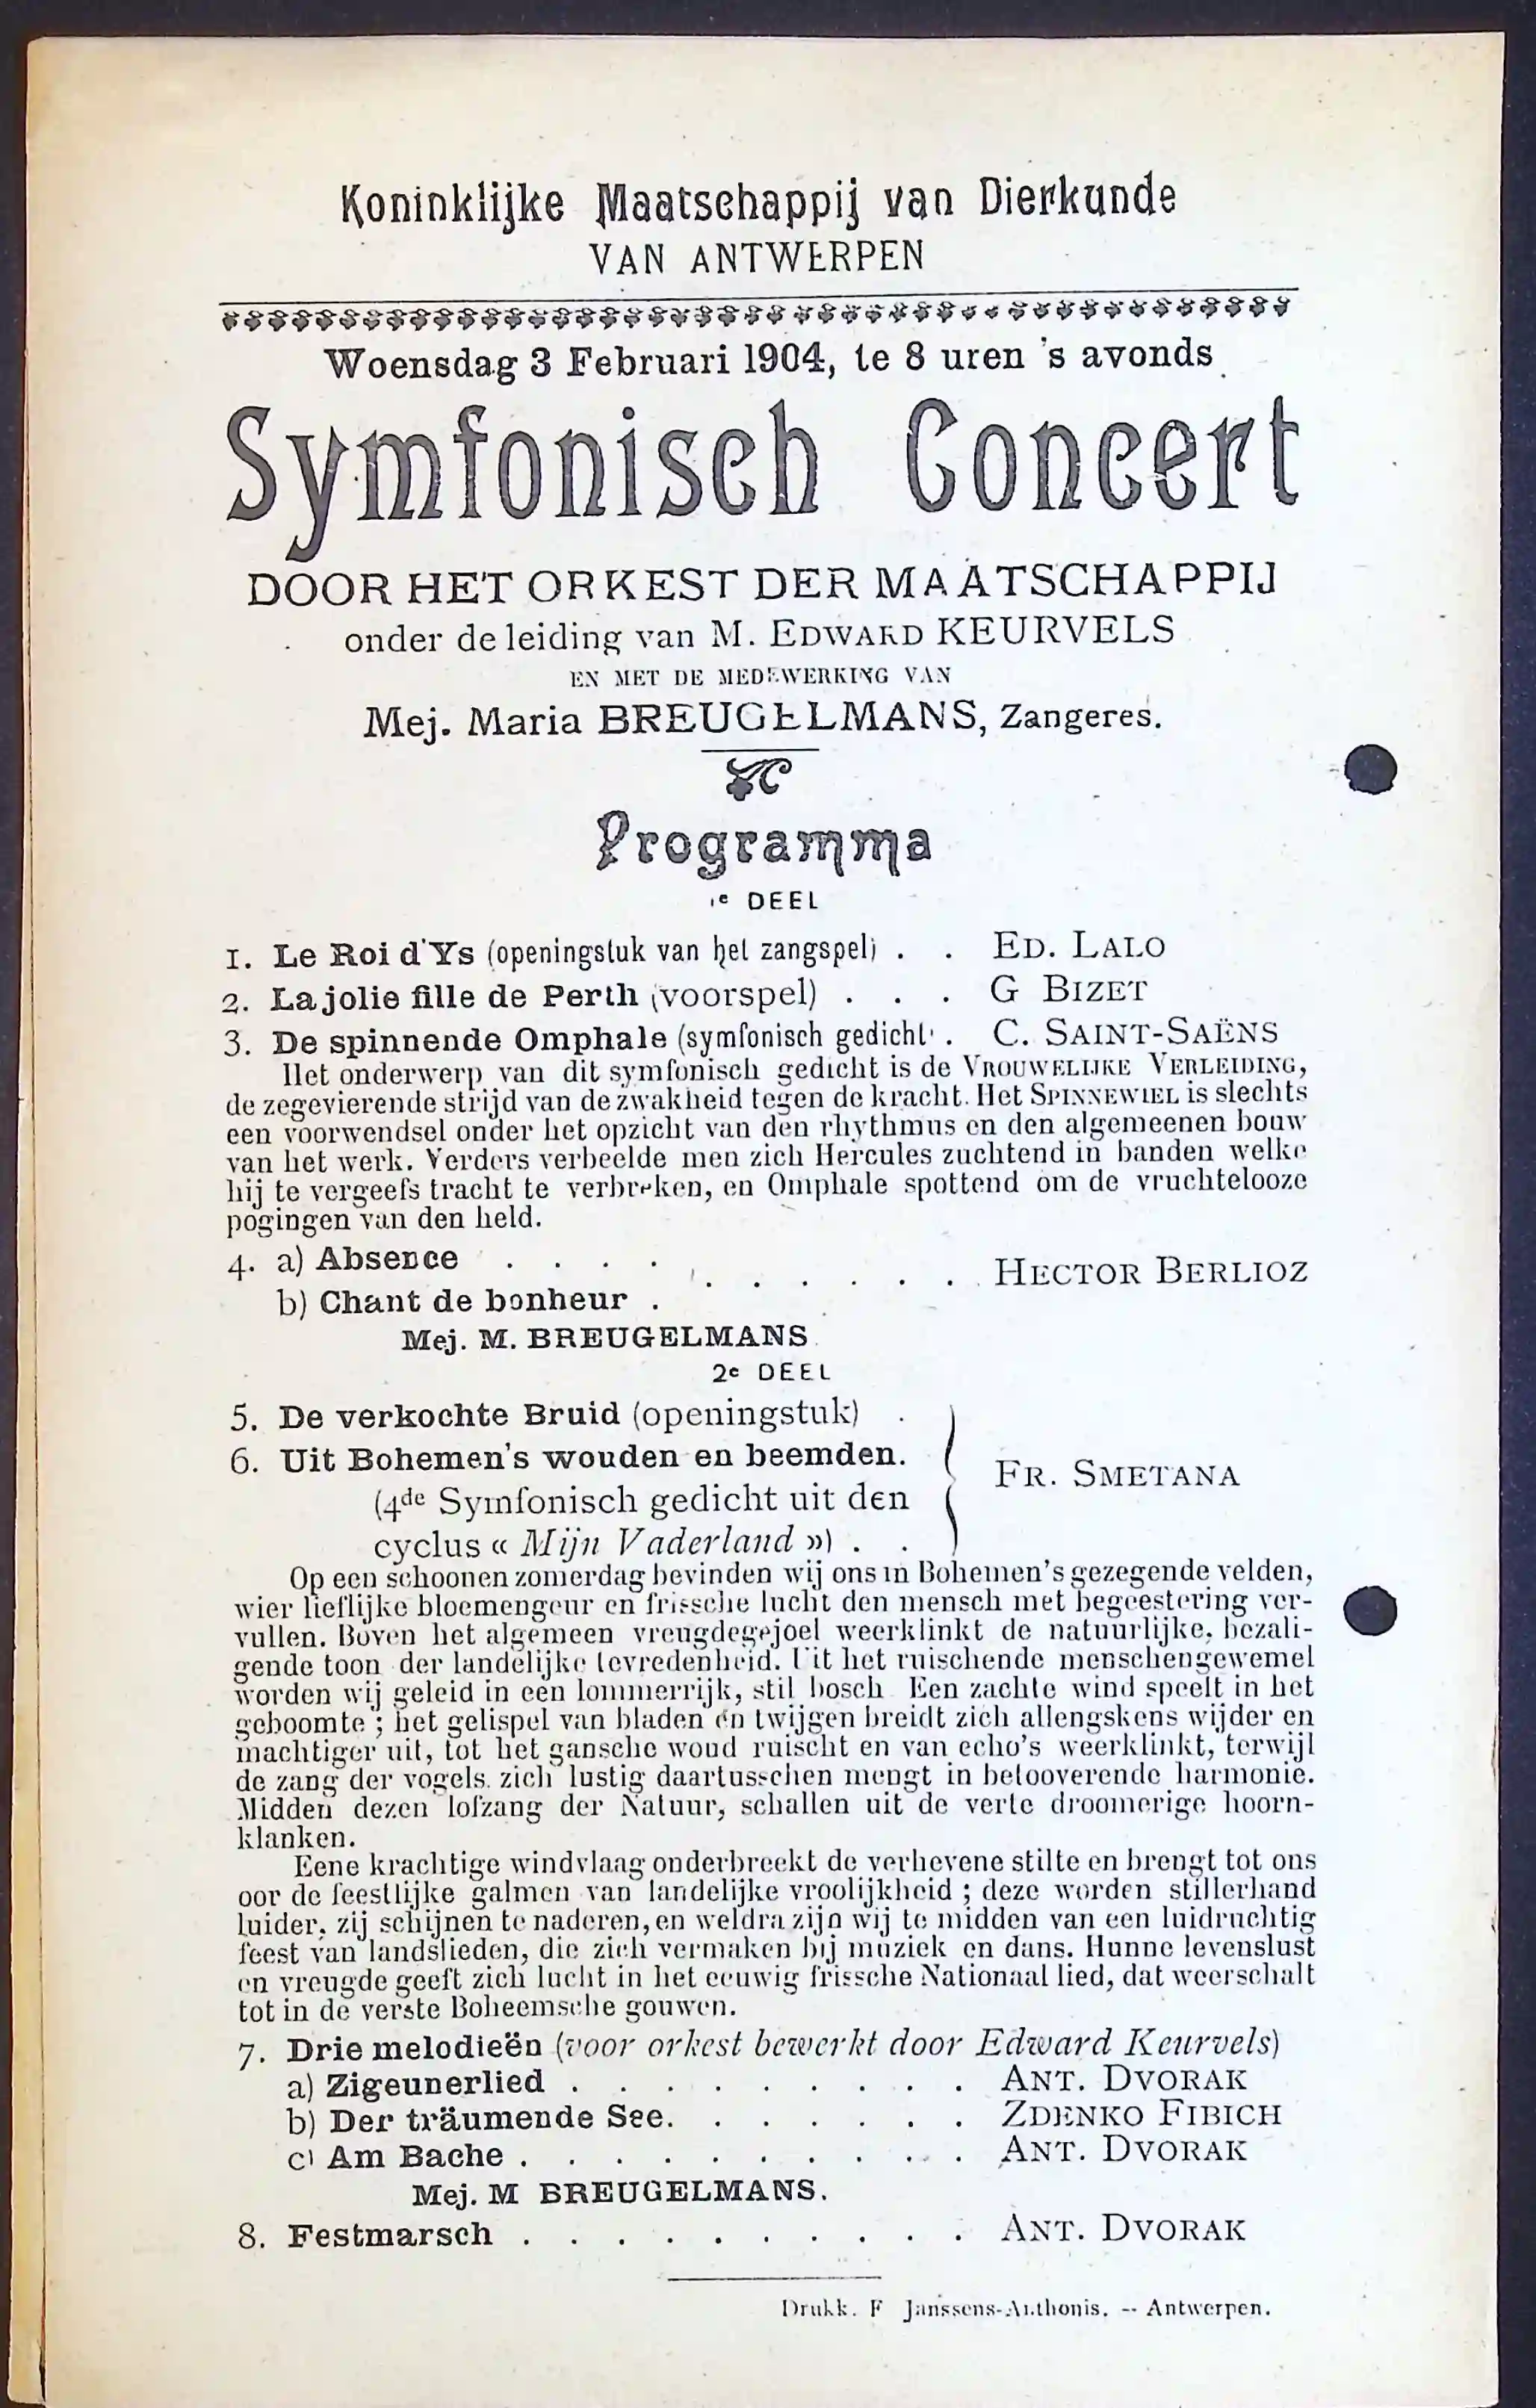 Koninklijke Maatschappij van Dierkunde
VAN ANTWERPEN
Woensdag 3 Februari 1904, te 8 uren 's avonds
Symfonisch Concert
DOOR HET ORKEST DER MAATSCHAPPIJ
onder de leiding van M. EDWARD KEURVELS
EN MET DE MEDEWERKING VAN
Mej. Maria BREUGELMANS, Zangeres.
Programma
1e DEEL
1. Le Roi d'Ys (openingstuk van het zangspel) . . ED. LALO
2. La jolie fille de Perth (voorspel) . . . G BIZET
3. De spinnende Omphale (symfonisch gedicht) . C. SAINT-SAËNS
Het onderwerp van dit symfonisch gedicht is de VROUWELIJKE VERLEIDING,
de zegevierende strijd van de zwakheid tegen de kracht. Het SPINNEWIEL is slechts
een voorwendsel onder het opzicht van den rhythmus en den algemeenen bouw
van het werk. Verders verbeelde men zich Hercules zuchtend in banden welke
hij te vergeefs tracht te verbreken, en Omphale spottend om de vruchtelooze
pogingen van den held.
4. a) Absence . . . . . . . . . . HECTOR BERLIOZ
b) Chant de bonheur .
Mej. M. BREUGELMANS
2e DEEL
5. De verkochte Bruid (openingstuk) .
6. Uit Bohemen's wouden en beemden. FR. SMETANA
(4de Symfonisch gedicht uit den
cyclus « Mijn Vaderland ») . .
Op een schoonen zomerdag bevinden wij ons in Bohemen's gezegende velden,
wier lieflijke bloemengeur en frissche lucht den mensch met begeestering ver-
vullen. Boven het algemeen vreugdegejoel weerklinkt de natuurlijke, bezali-
gende toon der landelijke tevredenheid. Uit het ruischende menschengewemel
worden wij geleid in een lommerrijk, stil bosch Een zachte wind speelt in het
geboomte ; het gelispel van bladen en twijgen breidt zich allengskens wijder en
machtiger uit, tot het gansche woud ruischt en van echo's weerklinkt, terwijl
de zang der vogels zich lustig daartusschen mengt in betooverende harmonie.
Midden dezen lofzang der Natuur, schallen uit de verte droomerige hoorn-
klanken.
Eene krachtige windvlaag onderbreekt de verhevene stilte en brengt tot ons
oor de feestlijke galmen van landelijke vroolijkheid ; deze worden stillerhand
luider, zij schijnen te naderen, en weldra zijn wij te midden van een luidruchtig
feest van landslieden, die zich vermaken bij muziek en dans. Hunne levenslust
en vreugde geeft zich lucht in het eeuwig frissche Nationaal lied, dat weerschalt
tot in de verste Boheemsche gouwen.
7. Drie melodieën (voor orkest bewerkt door Edward Keurvels)
a) Zigeunerlied . . . . . . . . . ANT. DVORAK
b) Der träumende See. . . . . . . ZDENKO FIBICH
c) Am Bache . . . . . . . . . . ANT. DVORAK
Mej. M BREUGELMANS.
8. Festmarsch . . . . . . . . . . ANT. DVORAK
Drukk. F Janssens-Anthonis. -- Antwerpen.